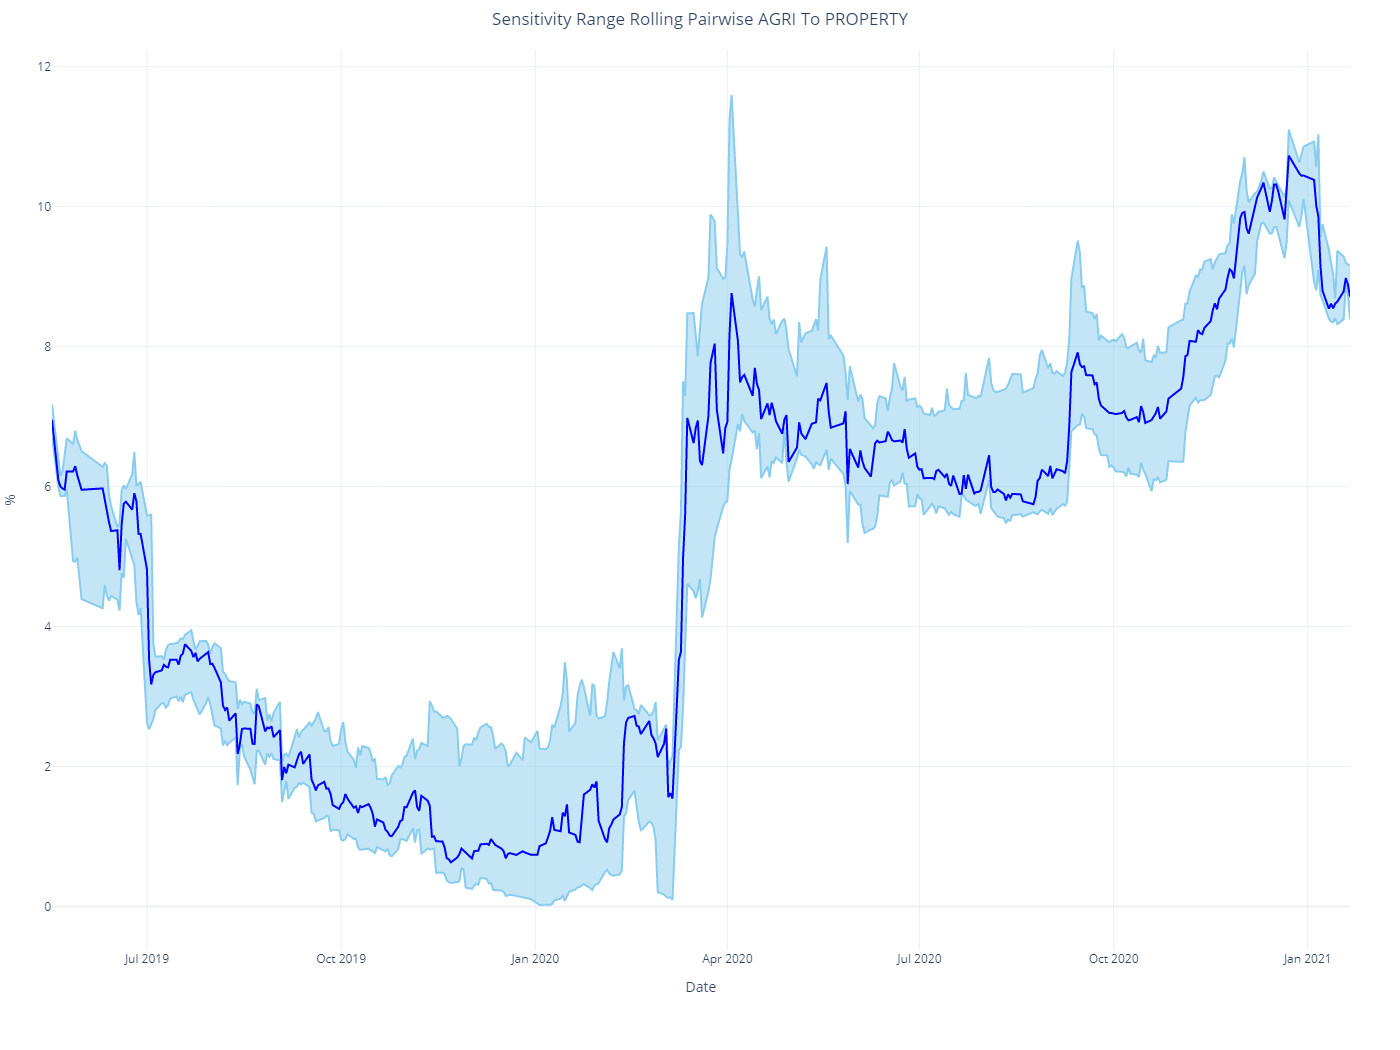 Sensitivity Range Rolling Pairwise AGRI To PROPERTY
12
10
8
6
4
2
0
%
Jul 2019
Oct 2019
Jan 2020
Apr 2020
Jul 2020
Oct 2020
Jan 2021
Date